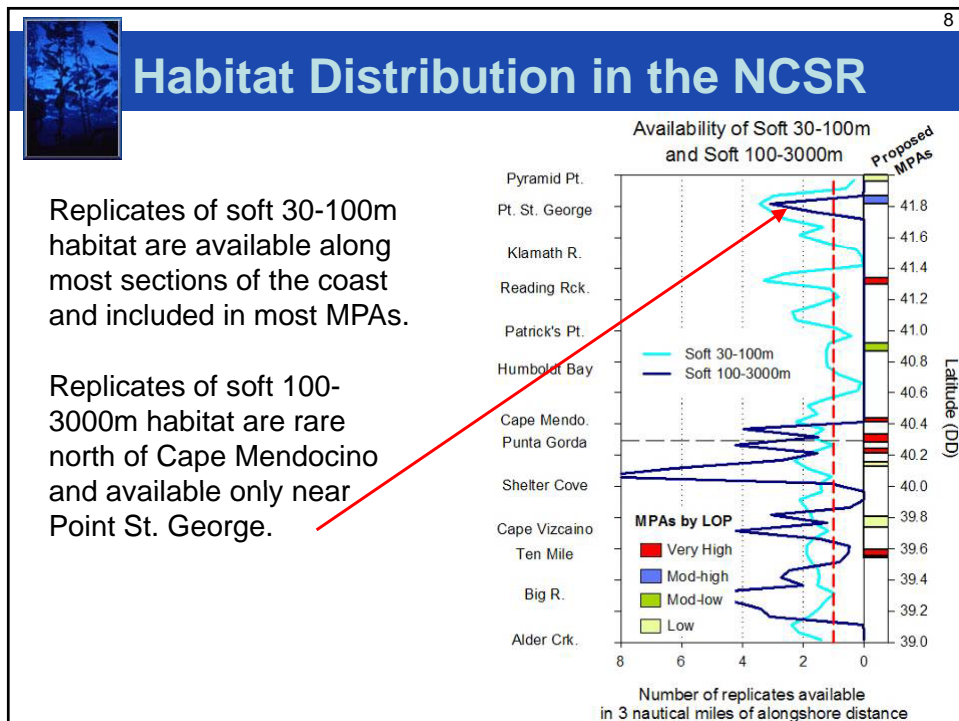 8
Habitat Distribution in the NCSR
Replicates of soft 30-100m
habitat are available along
most sections of the coast
and included in most MPAs.
Replicates of soft 100-
3000m habitat are rare
north of Cape Mendocino
and available only near
Point St. George.
Availability of Soft 30-100m
and Soft 100-3000m
Proposed
MPAs
Pyramid Pt.
Pt. St. George
Klamath R.
Reading Rck.
Patrick's Pt.
Humboldt Bay
Cape Mendo.
Punta Gorda
Shelter Cove
Cape Vizcaino
Ten Mile
Big R.
Alder Crk.
Soft 30-100m
Soft 100-3000m
MPAs by LOP
Very High
Mod-high
Mod-low
Low
41.8
41.6
41.4
41.2
41.0
40.8
40.6
40.4
40.2
40.0
39.8
39.6
39.4
39.2
39.0
Latitude (DD)
8 6 4 2 0
Number of replicates available
in 3 nautical miles of alongshore distance